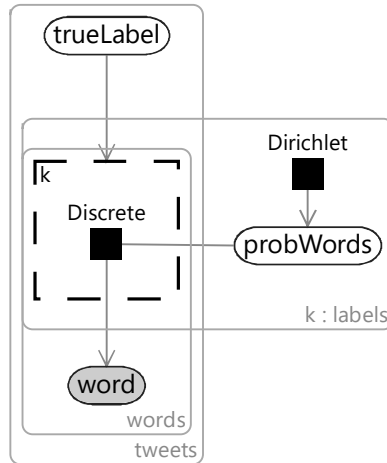 trueLabel
Dirichlet
k
Discrete
probWords
k : labels
word
words
tweets